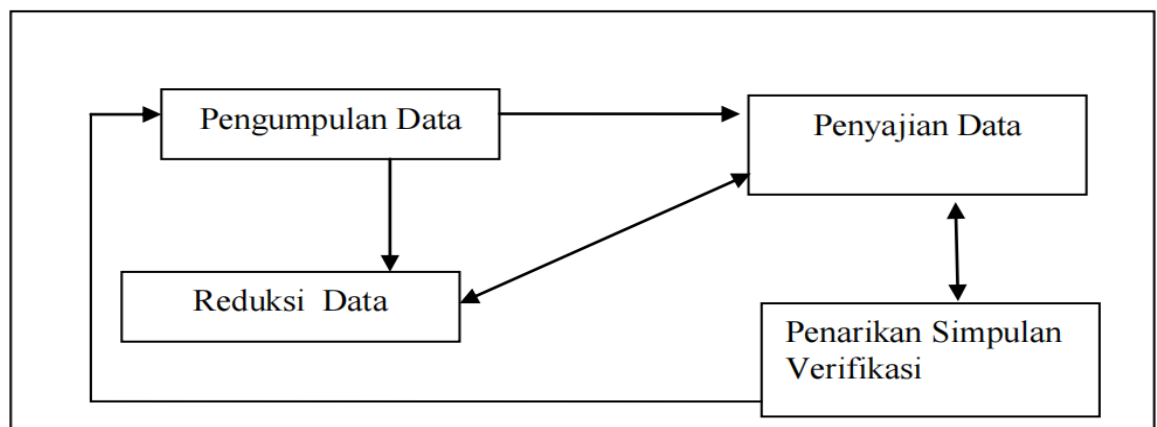 Pengumpulan Data
Penyajian Data
Reduksi Data
Penarikan Simpulan
Verifikasi